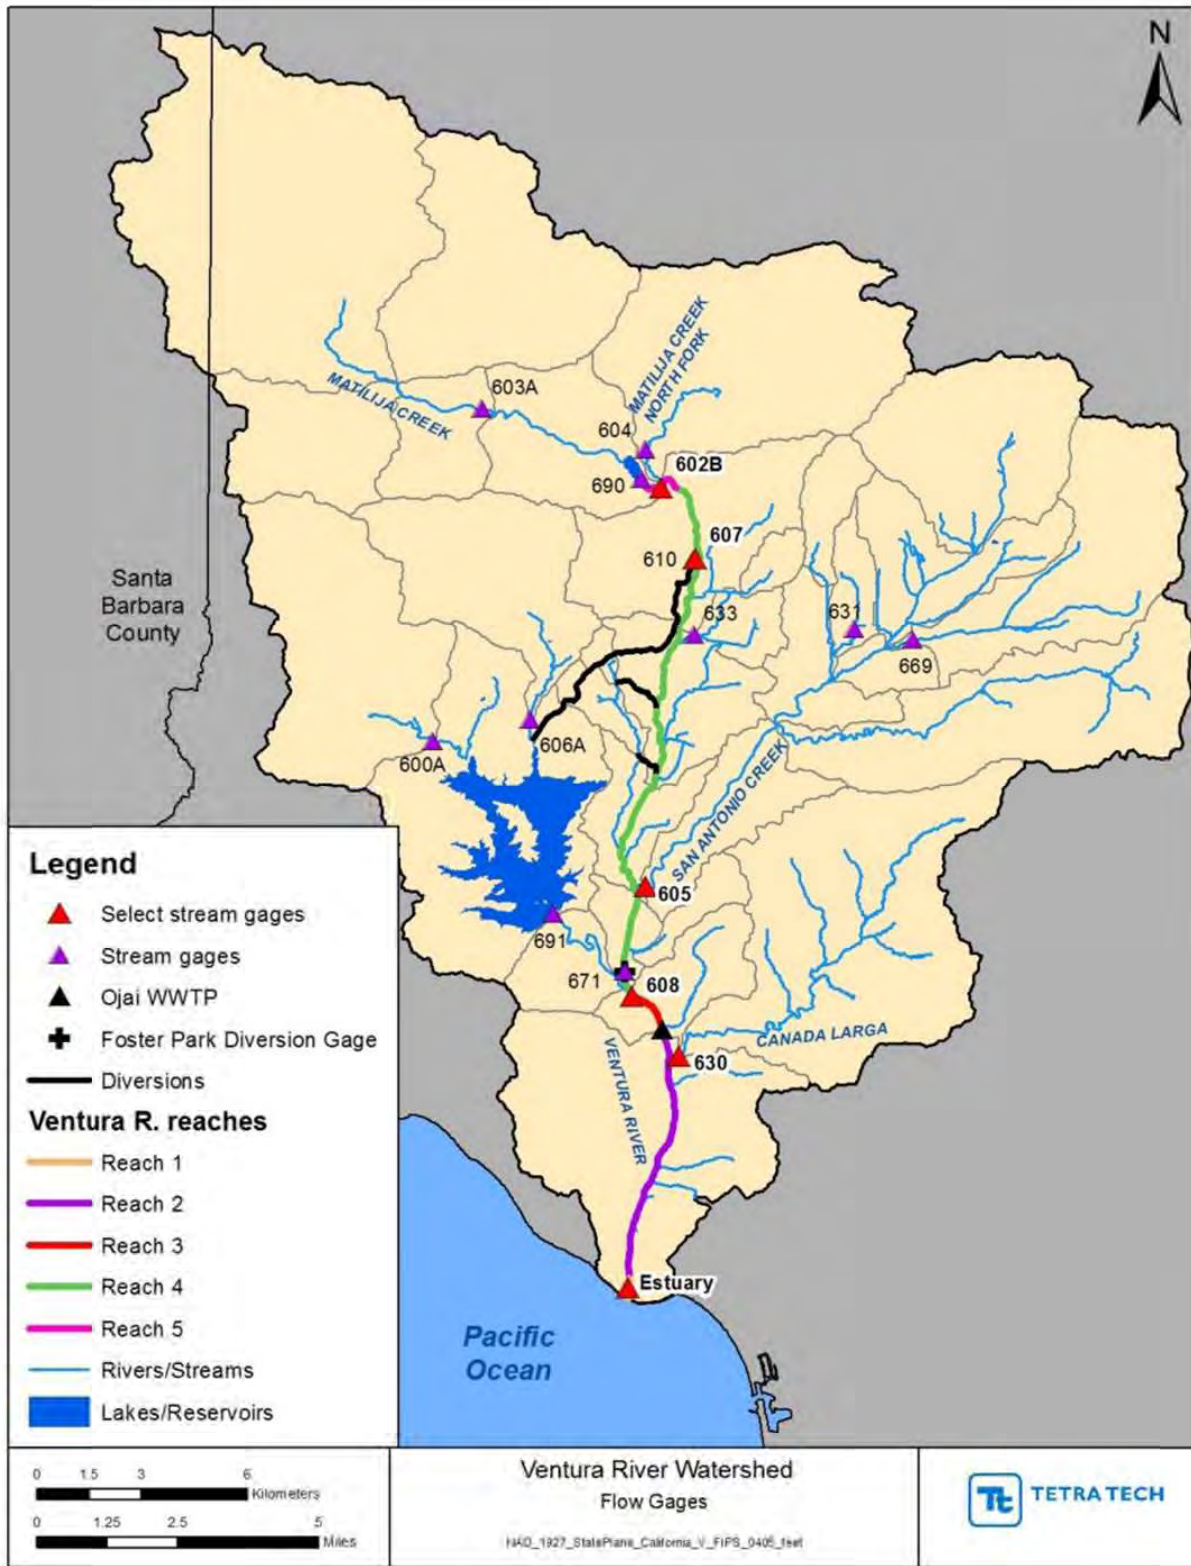 N
MATILIJA CREEK
NORTH FORK
603A
MATILIJA CREEK
604
602B
690
607
610
Santa
Barbara
County
633
631
669
606A
600A
SAN ANTONIO CREEK
605
691
671
608
CANADA LARGA
630
VENTURA RIVER
Estuary
Pacific
Ocean
Legend
Select stream gages
Stream gages
Ojai WWTP
Foster Park Diversion Gage
Diversions
Ventura R. reaches
Reach 1
Reach 2
Reach 3
Reach 4
Reach 5
Rivers/Streams
Lakes/Reservoirs
0 1.5 3 6
Kilometers
0 1.25 2.5 5
Miles
Ventura River Watershed
Flow Gages
NAD_1927_StatePlane_California_V_FIPS_0405_feet
Tt TETRA TECH